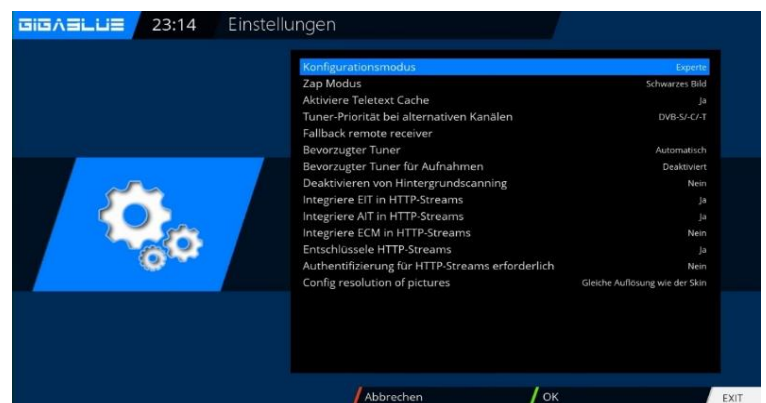 GIGABLUE 23:14 Einstellungen
Konfigurationsmodus Experte
Zap Modus Schwarzes Bild
Aktiviere Teletext Cache Ja
Tuner-Priorität bei alternativen Kanälen DVB-S/-C/-T
Fallback remote receiver
Bevorzugter Tuner Automatisch
Bevorzugter Tuner für Aufnahmen Deaktiviert
Deaktivieren von Hintergrundscanning Nein
Integriere EIT in HTTP-Streams Ja
Integriere AIT in HTTP-Streams Ja
Integriere ECM in HTTP-Streams Nein
Entschlüssele HTTP-Streams Ja
Authentifizierung für HTTP-Streams erforderlich Nein
Config resolution of pictures Gleiche Auflösung wie der Skin
Abbrechen OK EXIT